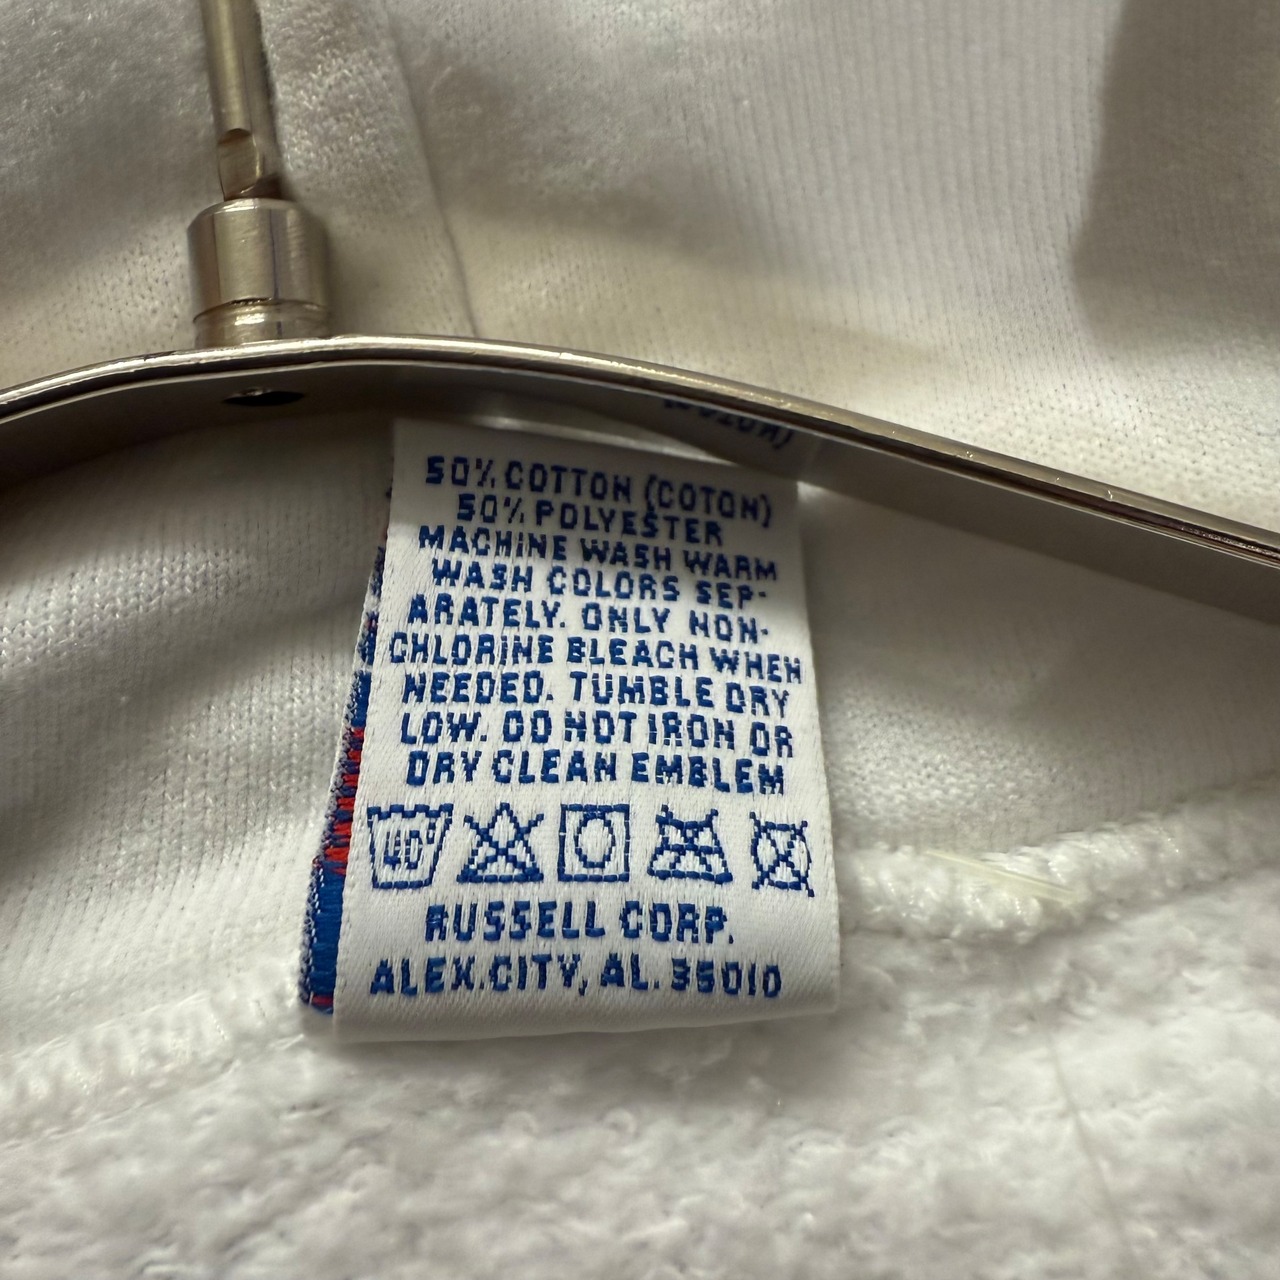 50% COTTON (COTON)
50% POLYESTER
MACHINE WASH WARM
WASH COLORS SEP-
ARATELY. ONLY NON-
CHLORINE BLEACH WHEN
NEEDED. TUMBLE DRY
LOW. DO NOT IRON OR
DRY CLEAN EMBLEM
40°
RUSSELL CORP.
ALEX.CITY, AL. 35010